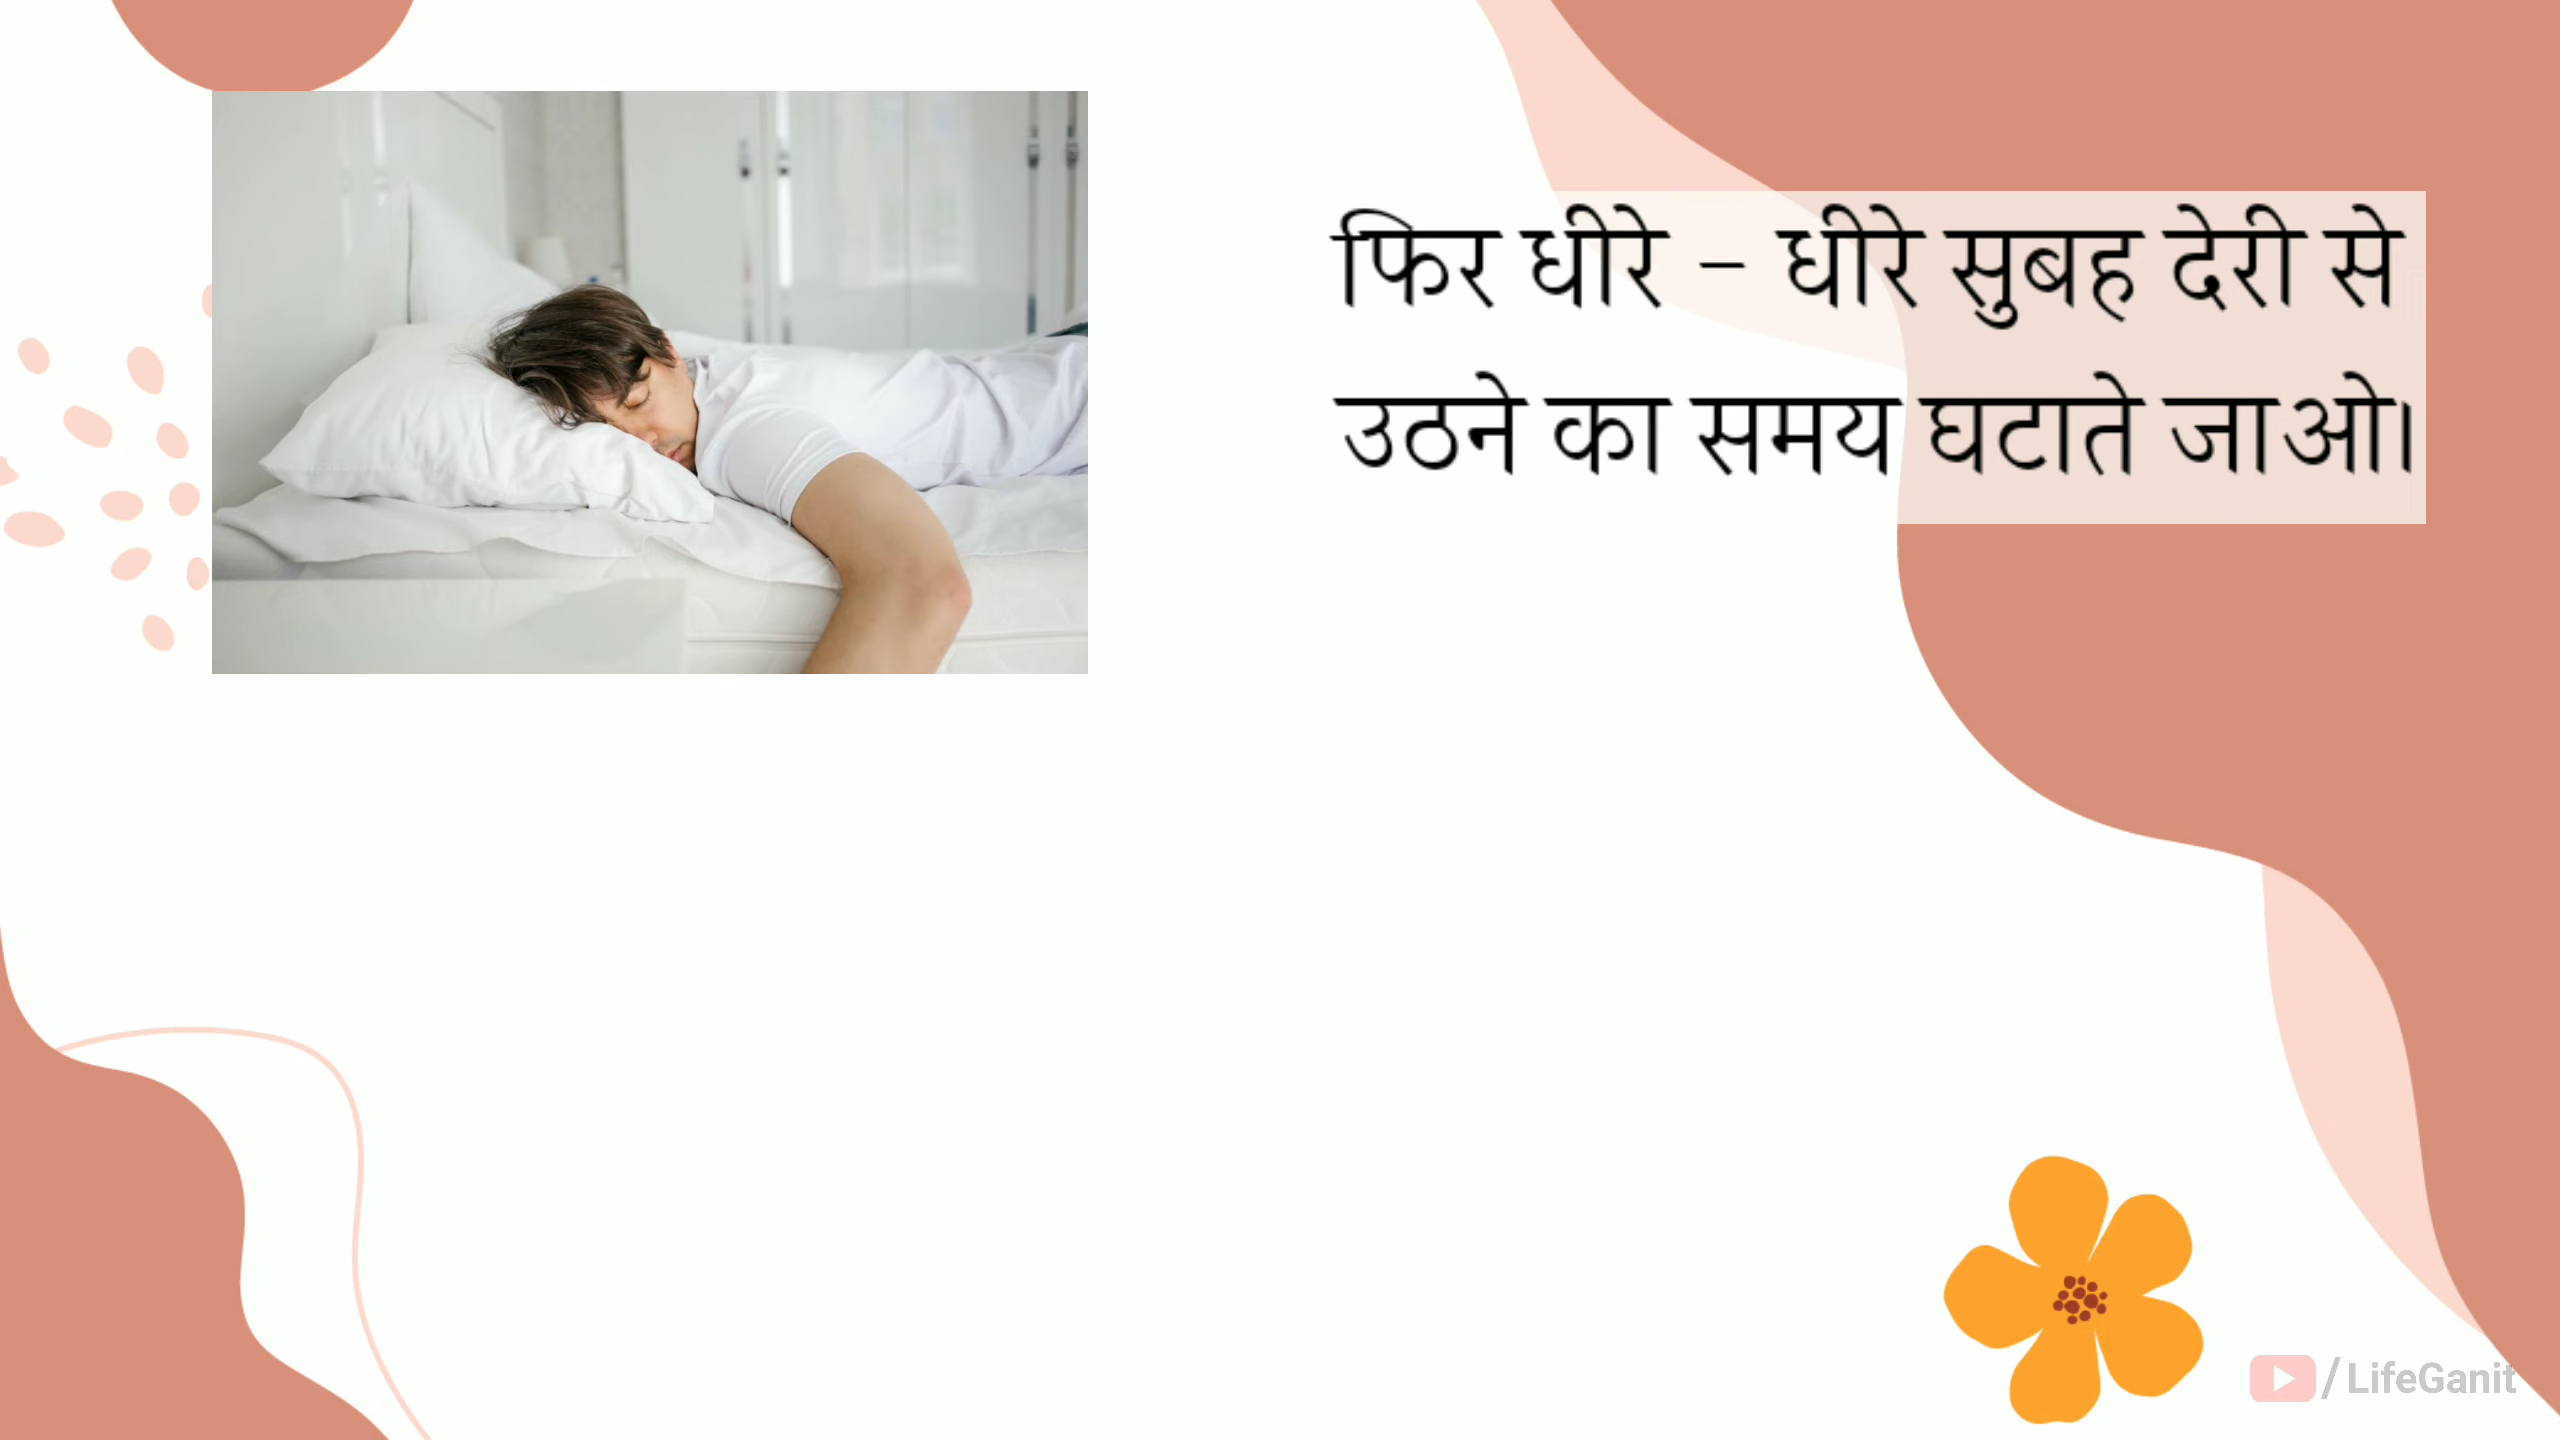 फिर धीरे - धीरे सुबह देरी से
उठने का समय घटाते जाओ।
/LifeGanit